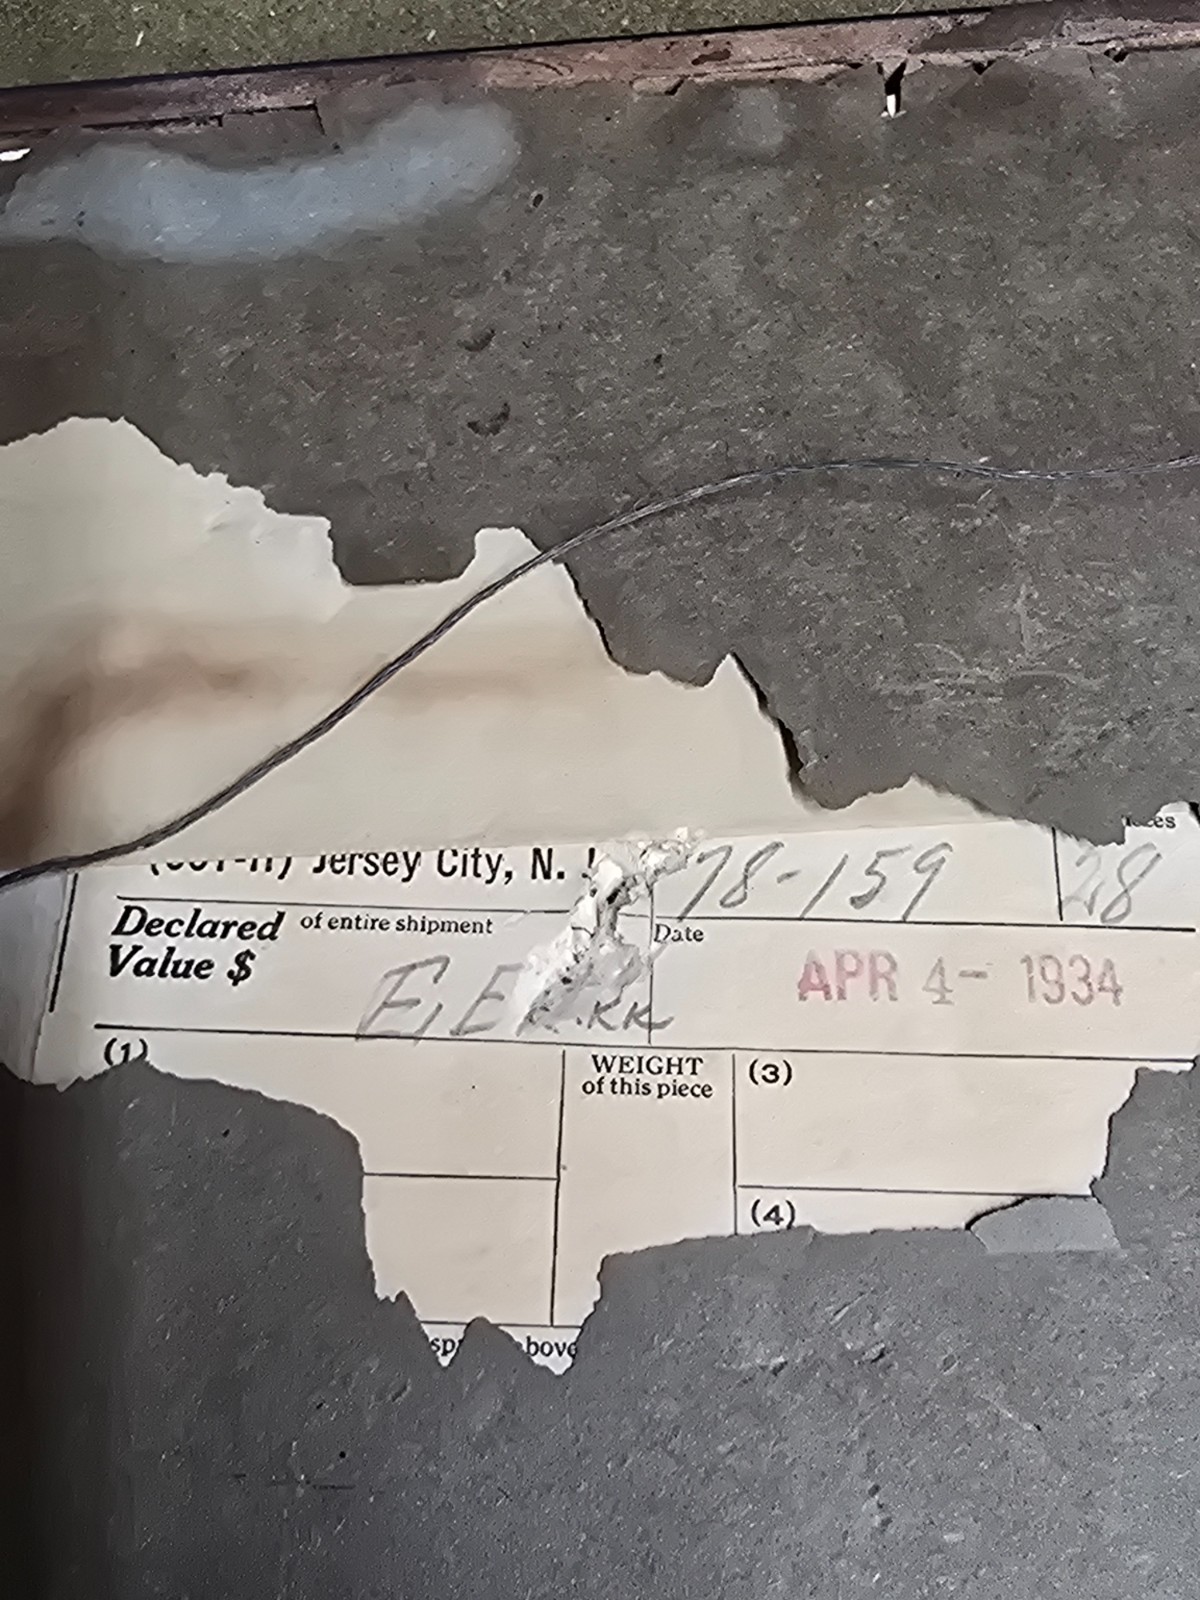 Jersey City, N. J 78-159 28
Declared of entire shipment Date
Value $ APR 4- 1934
(1) WEIGHT (3)
of this piece
(4)